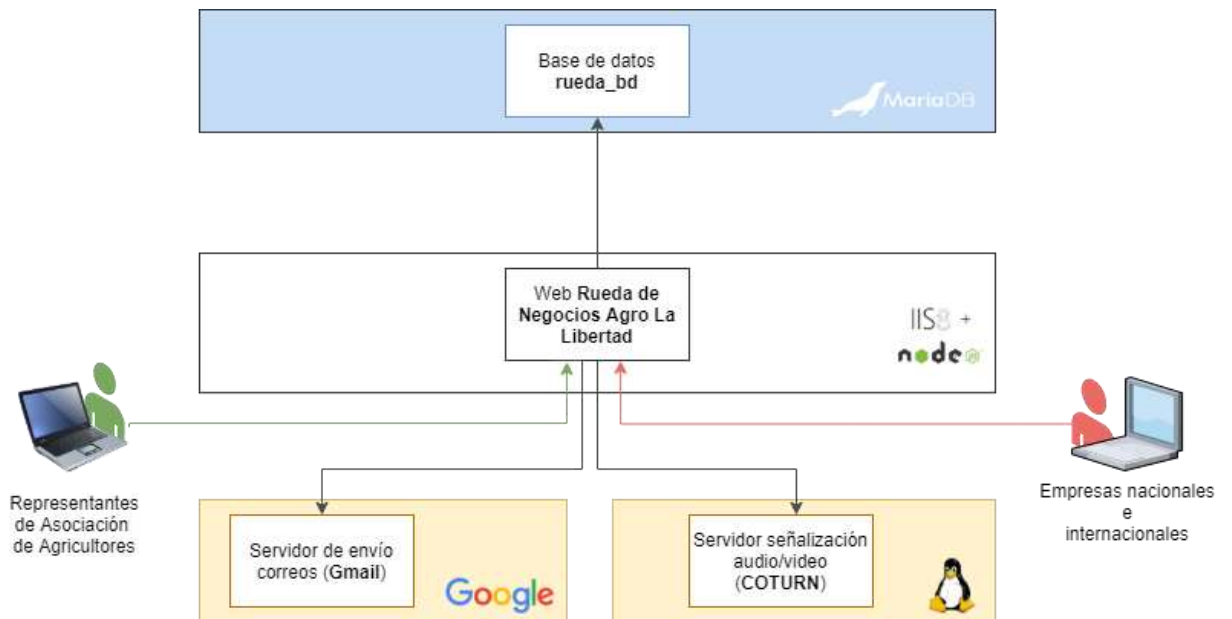 Base de datos
rueda_bd
MariaDB
Web Rueda de
Negocios Agro La
Libertad
IIS8 +
node
Representantes
de Asociación
de Agricultores
Empresas nacionales
e
internacionales
Servidor de envío
correos (Gmail)
Google
Servidor señalización
audio/video
(COTURN)